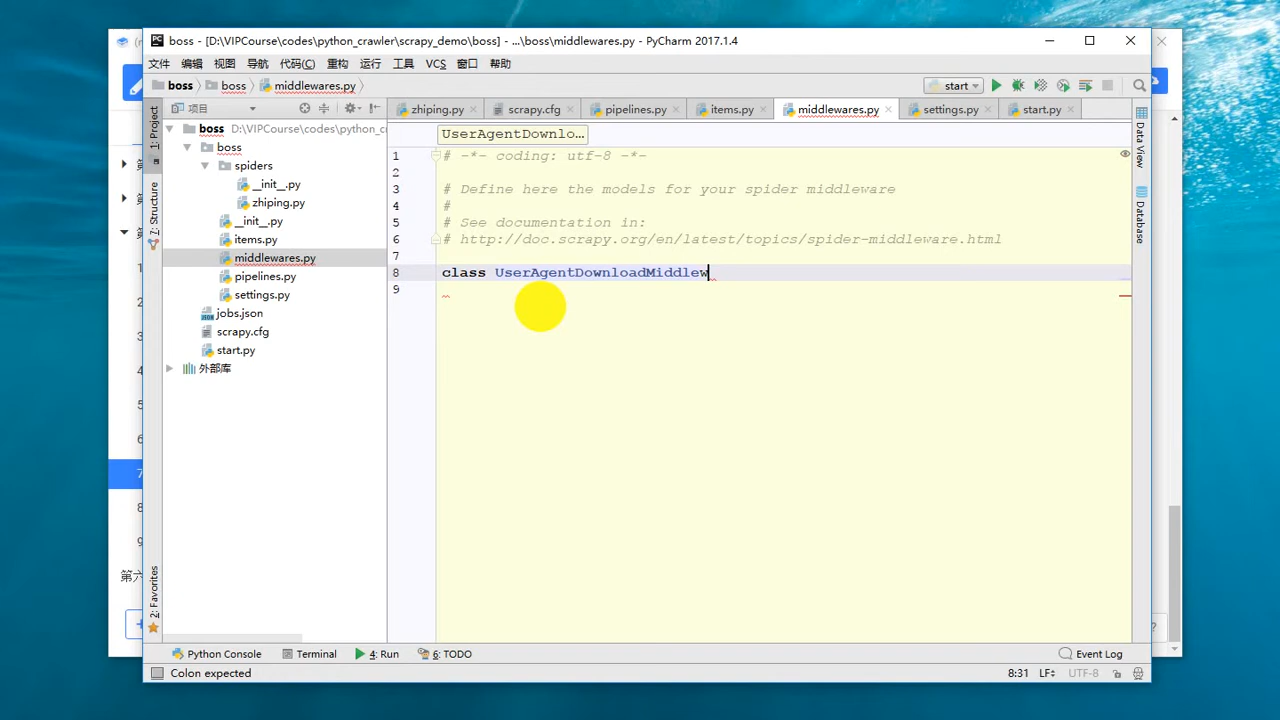 boss - [D:\VIPCourse\codes\python_crawler\scrapy_demo\boss] - ...\boss\middlewares.py - PyCharm 2017.1.4
文件 编辑 视图 导航 代码(C) 重构 运行 工具 VCS 窗口 帮助
boss boss middlewares.py start
项目 zhiping.py scrapy.cfg pipelines.py items.py middlewares.py settings.py start.py
1: Project
7: Structure
2: Favorites
boss D:\VIPCourse\codes\python_c
boss
spiders
__init__.py
zhiping.py
__init__.py
items.py
middlewares.py
pipelines.py
settings.py
jobs.json
scrapy.cfg
start.py
外部库
UserAgentDownlo...
1 # -*- coding: utf-8 -*-
2
3 # Define here the models for your spider middleware
4 #
5 # See documentation in:
6 # http://doc.scrapy.org/en/latest/topics/spider-middleware.html
7
8 class UserAgentDownloadMiddlew
9
Data View
Database
Python Console Terminal 4: Run 6: TODO Event Log
Colon expected 8:31 LF UTF-8